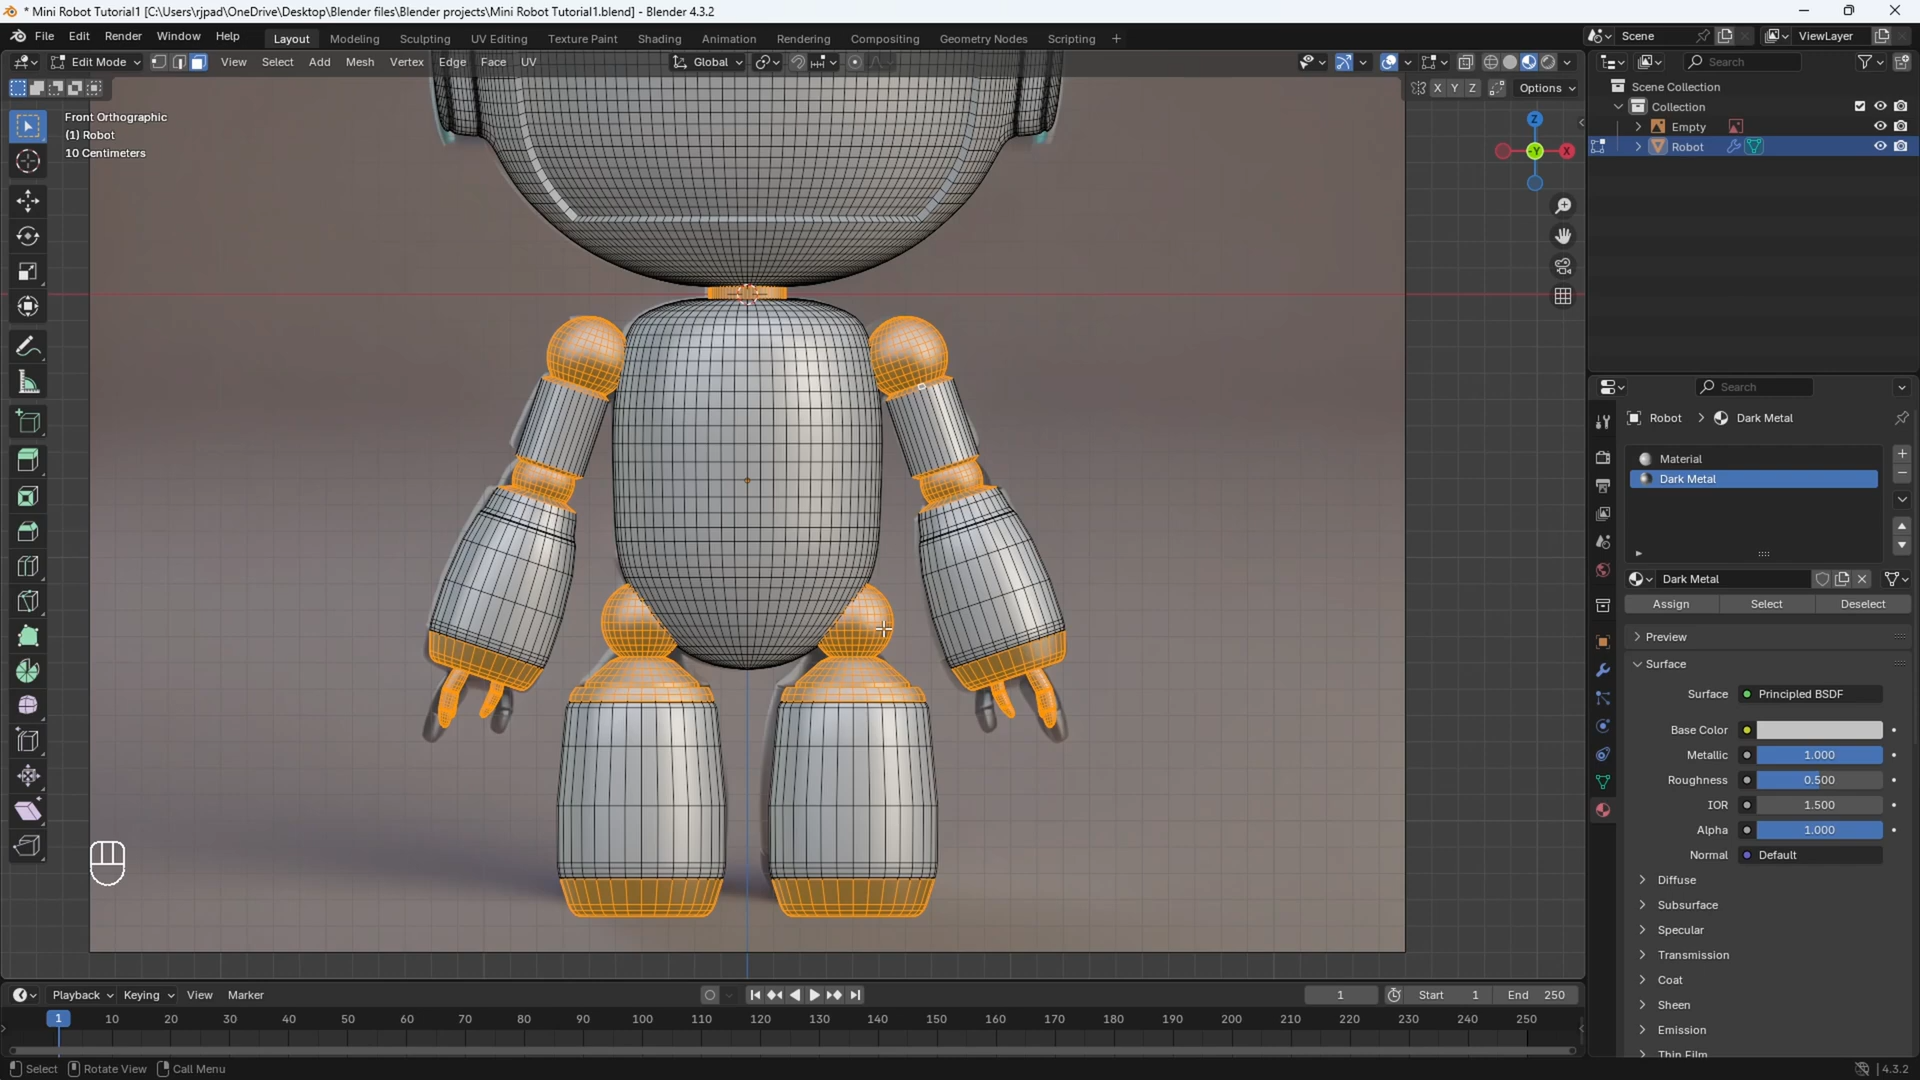 * Mini Robot Tutorial1 [C:\Users\rjpad\OneDrive\Desktop\Blender files\Blender projects\Mini Robot Tutorial1.blend] - Blender 4.3.2
File Edit Render Window Help
Layout Modeling Sculpting UV Editing Texture Paint Shading Animation Rendering Compositing Geometry Nodes Scripting +
Scene
ViewLayer
Edit Mode View Select Add Mesh Vertex Edge Face UV
Global
Search
X Y Z Options
Scene Collection
Collection
Empty
Robot
Front Orthographic
(1) Robot
10 Centimeters
Z
-Y
X
Search
Robot > Dark Metal
Material
Dark Metal
Dark Metal
Assign Select Deselect
Preview
Surface
Surface Principled BSDF
Base Color
Metallic 1.000
Roughness 0.500
IOR 1.500
Alpha 1.000
Normal Default
Diffuse
Subsurface
Specular
Transmission
Coat
Sheen
Emission
Thin Film
Playback Keying View Marker
1 Start 1 End 250
1 10 20 30 40 50 60 70 80 90 100 110 120 130 140 150 160 170 180 190 200 210 220 230 240 250
Select Rotate View Call Menu
4.3.2